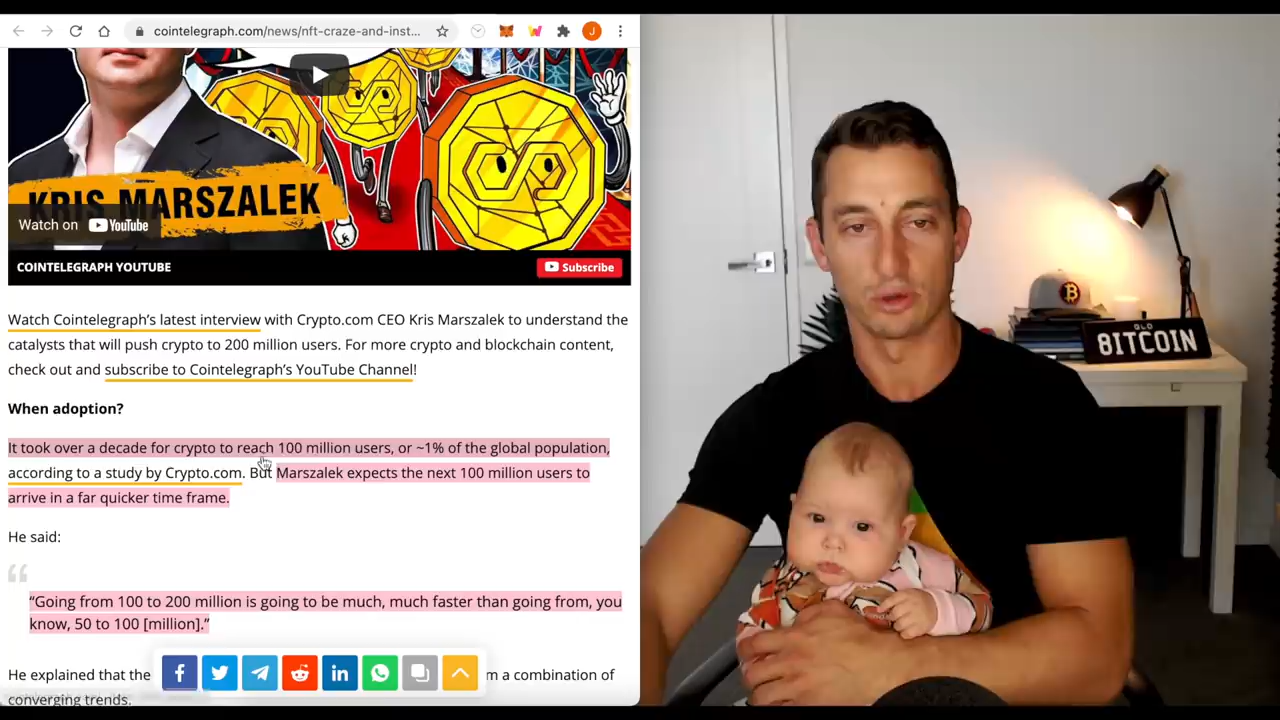 cointelegraph.com/news/nft-craze-and-inst...
J
KRIS MARSZALEK
Watch on YouTube
COINTELEGRAPH YOUTUBE
Subscribe
Watch Cointelegraph's latest interview with Crypto.com CEO Kris Marszalek to understand the
catalysts that will push crypto to 200 million users. For more crypto and blockchain content,
check out and subscribe to Cointelegraph's YouTube Channel!
When adoption?
It took over a decade for crypto to reach 100 million users, or ~1% of the global population,
according to a study by Crypto.com. But Marszalek expects the next 100 million users to
arrive in a far quicker time frame.
He said:
“Going from 100 to 200 million is going to be much, much faster than going from, you
know, 50 to 100 [million].”
He explained that the
m a combination of
converging trends.
QLD
8ITCOIN